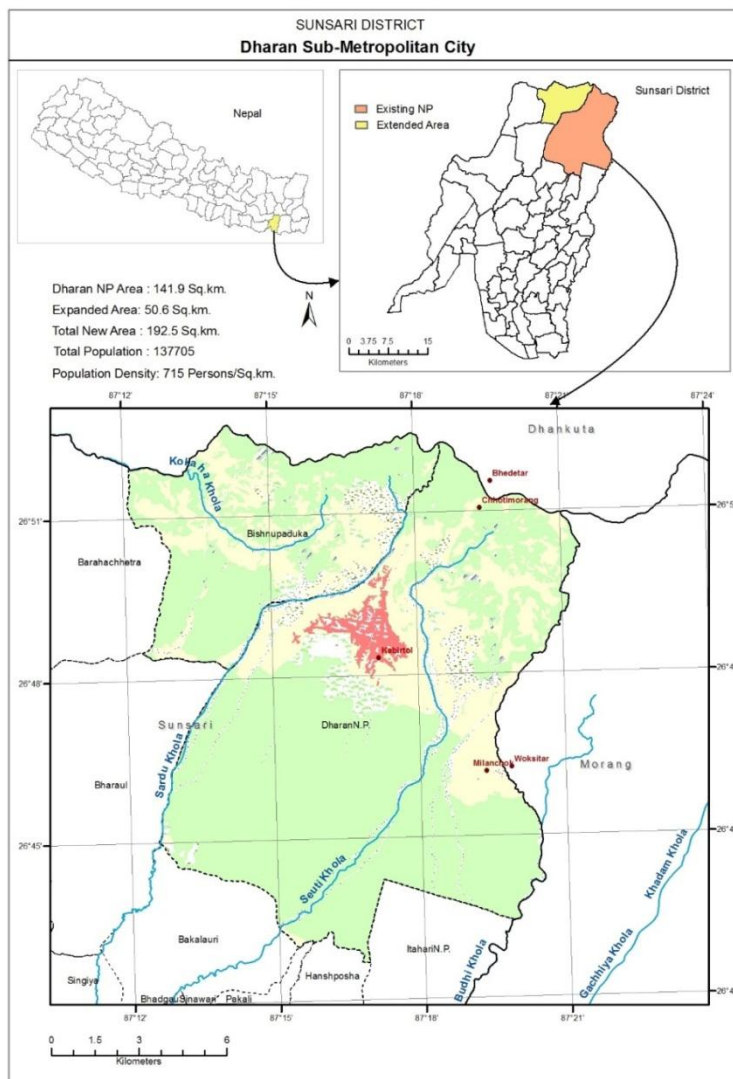 SUNSARI DISTRICT
Dharan Sub-Metropolitan City
Nepal
Sunsari District
Existing NP
Extended Area
Dharan NP Area : 141.9 Sq.km.
Expanded Area: 50.6 Sq.km.
Total New Area : 192.5 Sq.km.
Total Population : 137705
Population Density: 715 Persons/Sq.km.
N
0 3.75 7.5 15
Kilometers
87°12' 87°15' 87°18' 87°21' 87°24'
Dhankuta
Bhedetar
Kokaha Khola
Chhotimorang
26°51'
Bishnupaduka
Barahachhetra
Kabirtol
26°48'
Sunsari
DharanN.P.
Sardu Khola
Milanchok
Woksitar
Morang
Bharaul
26°45'
Seuti Khola
Khadam Khola
Bakalauri
ItahariN.P.
Budhi Khola
Gachhiya Khola
Singiya
Hanshposha
Pakali
87°12' 87°15' 87°18' 87°21'
0 1.5 3 6
Kilometers